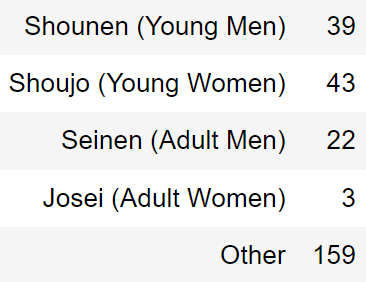 Shounen (Young Men) 39
Shoujo (Young Women) 43
Seinen (Adult Men) 22
Josei (Adult Women) 3
Other 159